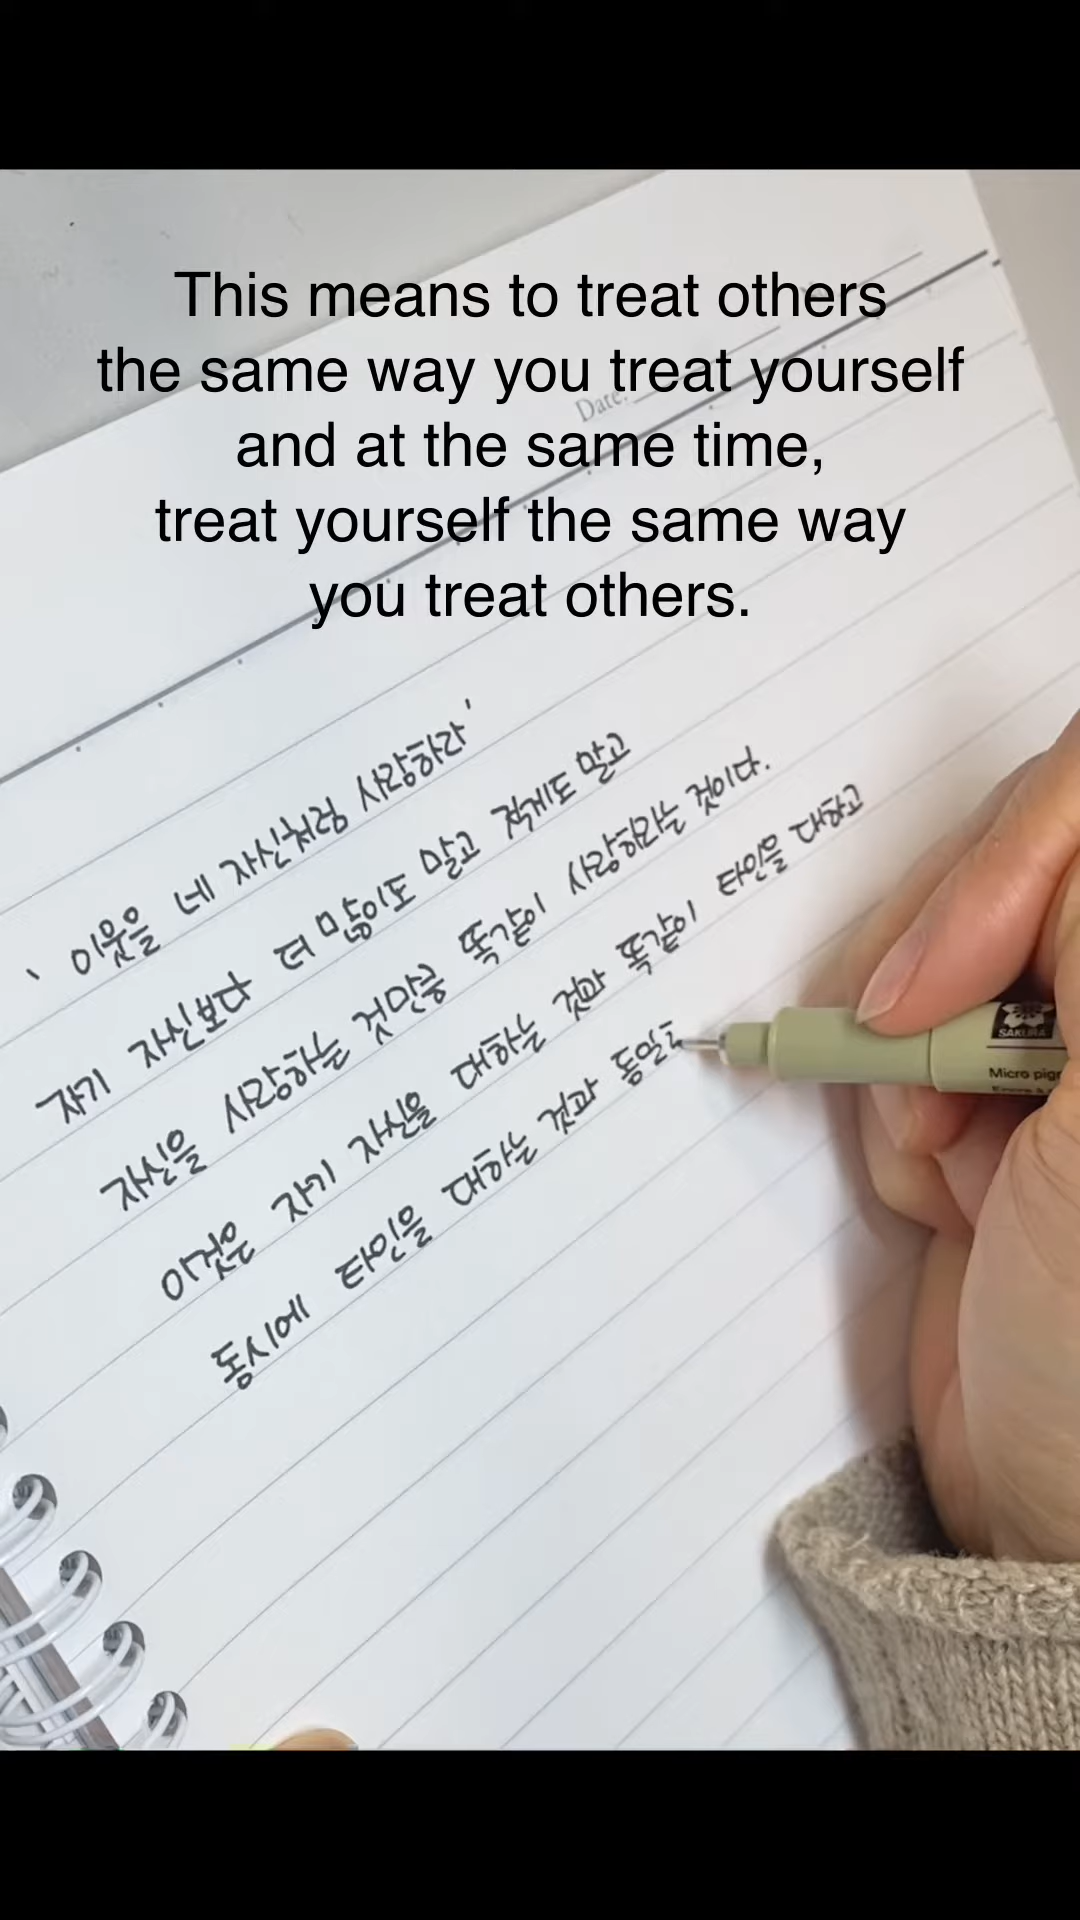 This means to treat others
the same way you treat yourself
and at the same time,
treat yourself the same way
you treat others.
Date.
'이웃을 네 자신처럼 사랑하라'
자기 자신보다 더 많이도 말고 적게도 말고
자신을 사랑하는 것만큼 똑같이 사랑하라는 것이다.
이것은 자기 자신을 대하는 것과 똑같이 타인을 대하고
동시에 타인을 대하는 것과 동일
SAKURA
Micro